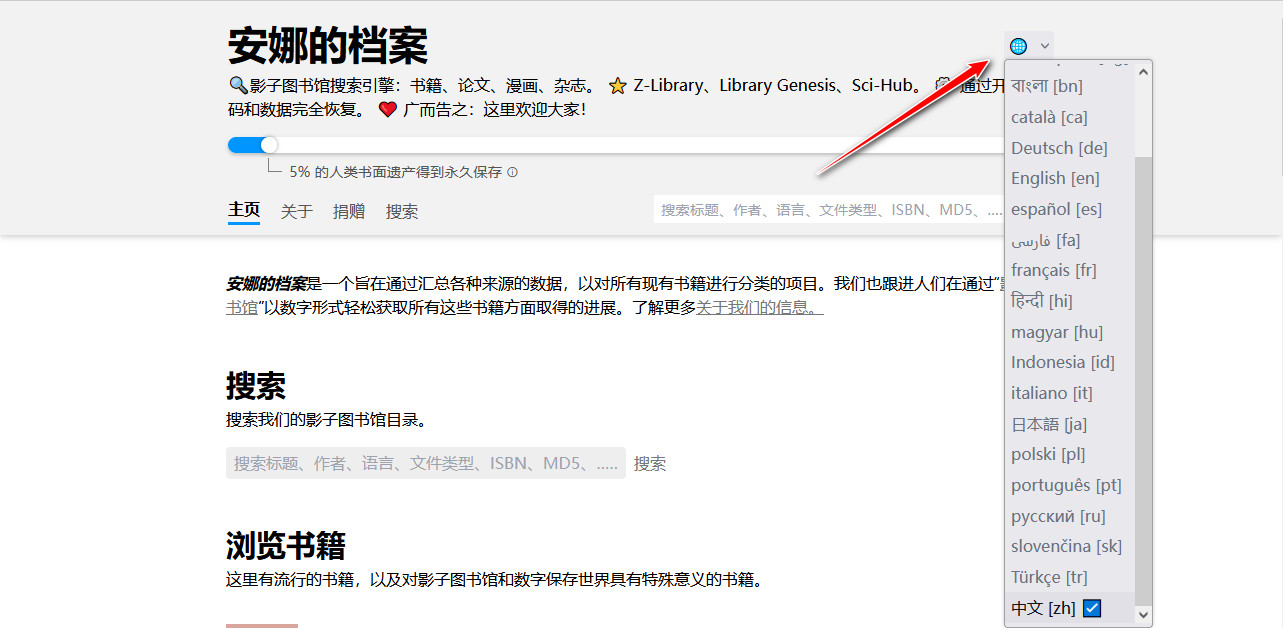 安娜的档案
🔍影子图书馆搜索引擎：书籍、论文、漫画、杂志。 ⭐ Z-Library、Library Genesis、Sci-Hub。 通过开
码和数据完全恢复。 ❤️ 广而告之：这里欢迎大家！
5% 的人类书面遗产得到永久保存 ⓘ
主页 关于 捐赠 搜索
搜索标题、作者、语言、文件类型、ISBN、MD5、.....
安娜的档案是一个旨在通过汇总各种来源的数据，以对所有现有书籍进行分类的项目。我们也跟进人们在通过“
书馆”以数字形式轻松获取所有这些书籍方面取得的进展。了解更多关于我们的信息。
搜索
搜索我们的影子图书馆目录。
搜索标题、作者、语言、文件类型、ISBN、MD5、..... 搜索
浏览书籍
这里有流行的书籍，以及对影子图书馆和数字保存世界具有特殊意义的书籍。
বাংলা [bn]
català [ca]
Deutsch [de]
English [en]
español [es]
فارسی [fa]
français [fr]
हिन्दी [hi]
magyar [hu]
Indonesia [id]
italiano [it]
日本語 [ja]
polski [pl]
português [pt]
русский [ru]
slovenčina [sk]
Türkçe [tr]
中文 [zh]